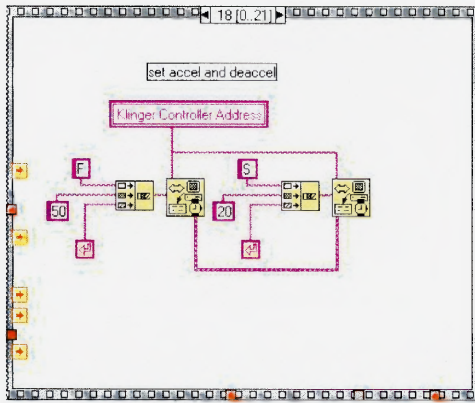 18 [0..21]
set accel and deaccel
Klinger Controller Address
F
S
50
20